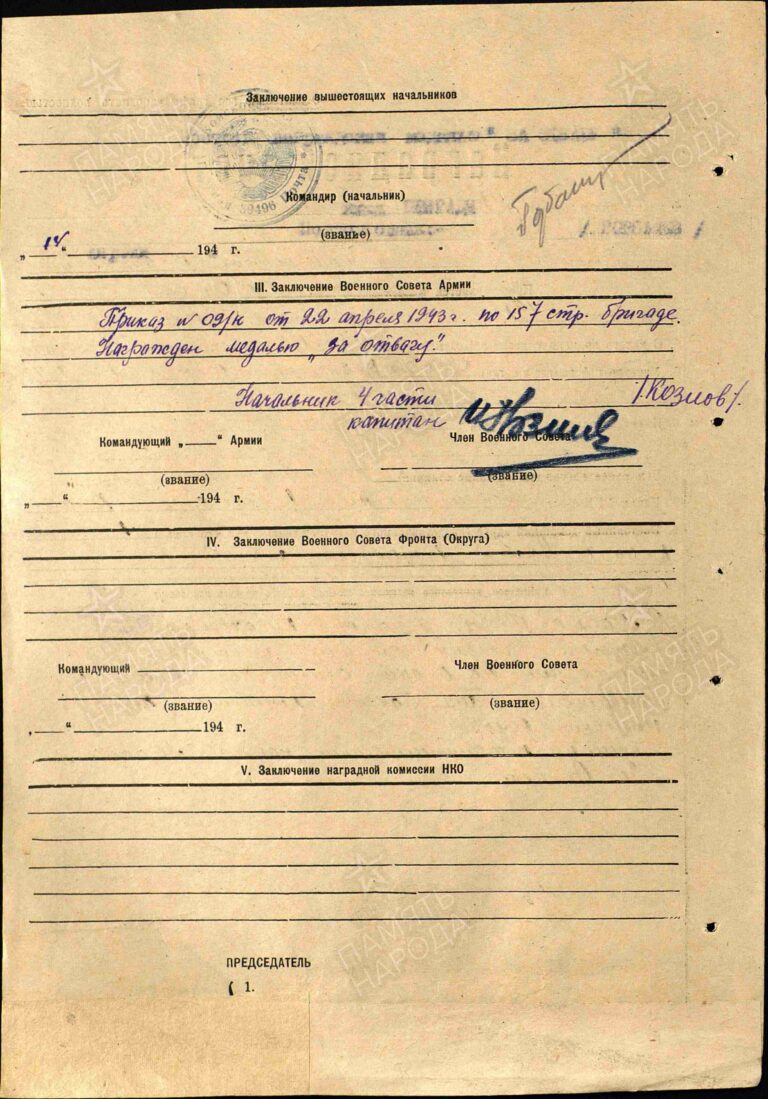 Заключение вышестоящих начальников
Командир (начальник)
(звание)
„ 14 “ 194 г.
III. Заключение Военного Совета Армии
Приказ № 09/н от 22 апреля 1943 г. по 157 стр. бригаде.
Награжден медалью „за отвагу“.
Начальник 4 части /Козлов/.
капитан
Командующий „ “ Армии Член Военного Совета
(звание) (звание)
„ “ 194 г.
IV. Заключение Военного Совета Фронта (Округа)
Командующий Член Военного Совета
(звание) (звание)
„ “ 194 г.
V. Заключение наградной комиссии НКО
ПРЕДСЕДАТЕЛЬ
( 1.
ПАМЯТЬ
НАРОДА